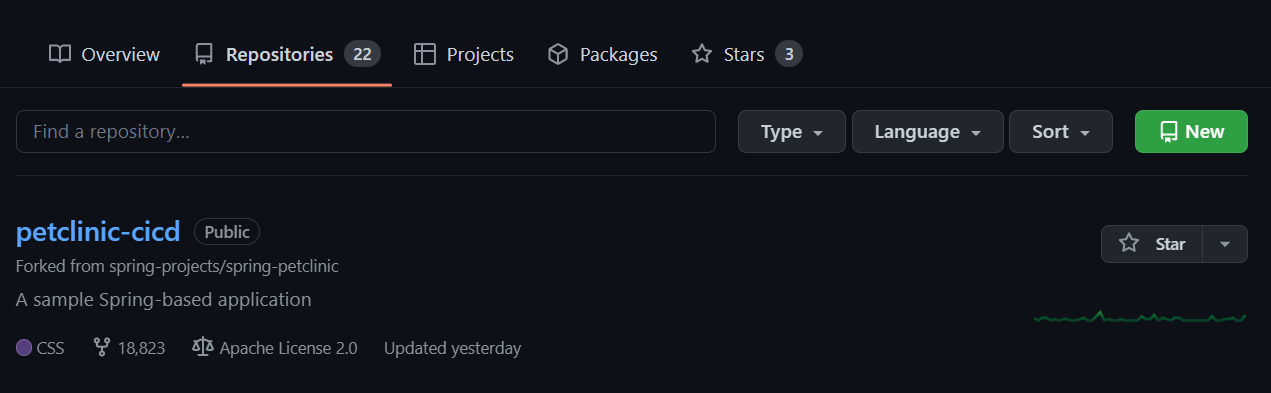 Overview Repositories 22 Projects Packages Stars 3
Find a repository... Type Language Sort New
petclinic-cicd Public Star
Forked from spring-projects/spring-petclinic
A sample Spring-based application
CSS 18,823 Apache License 2.0 Updated yesterday